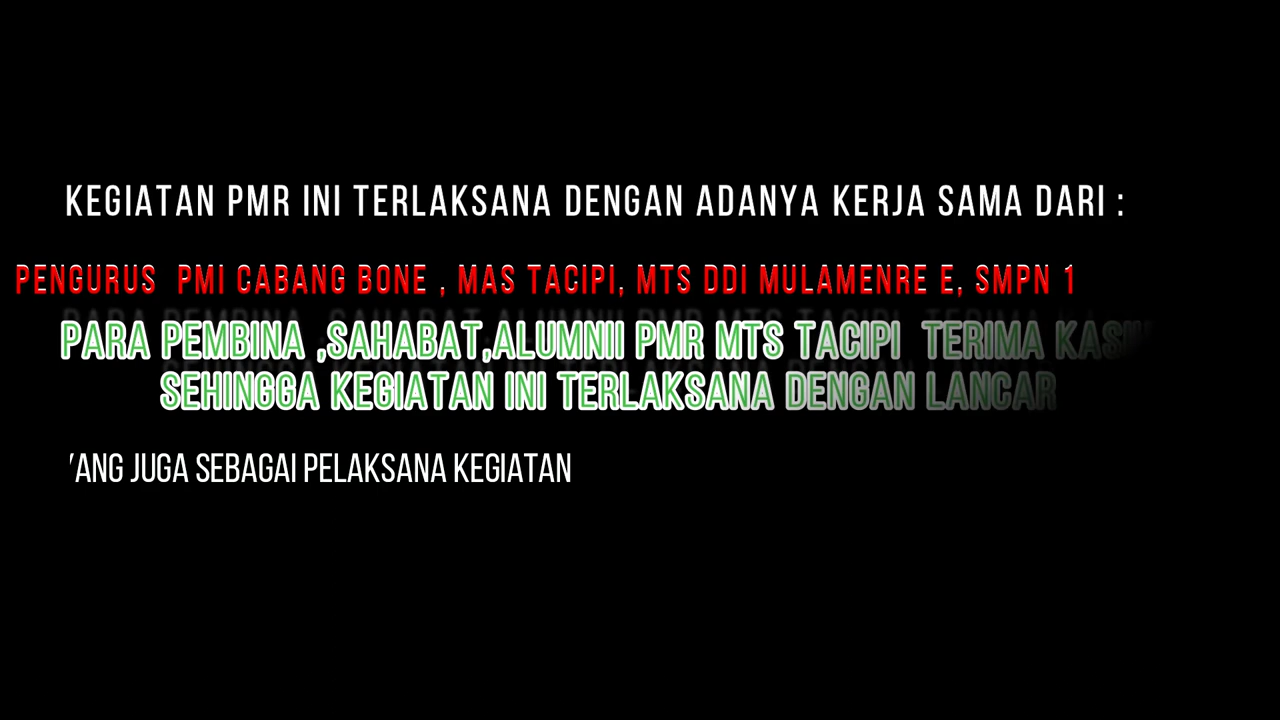 KEGIATAN PMR INI TERLAKSANA DENGAN ADANYA KERJA SAMA DARI :
PENGURUS PMI CABANG BONE , MAS TACIPI, MTS DDI MULAMENRE E, SMPN 1
PARA PEMBINA ,SAHABAT,ALUMNII PMR MTS TACIPI TERIMA
SEHINGGA KEGIATAN INI TERLAKSANA DENGAN LANCAR
YANG JUGA SEBAGAI PELAKSANA KEGIATAN